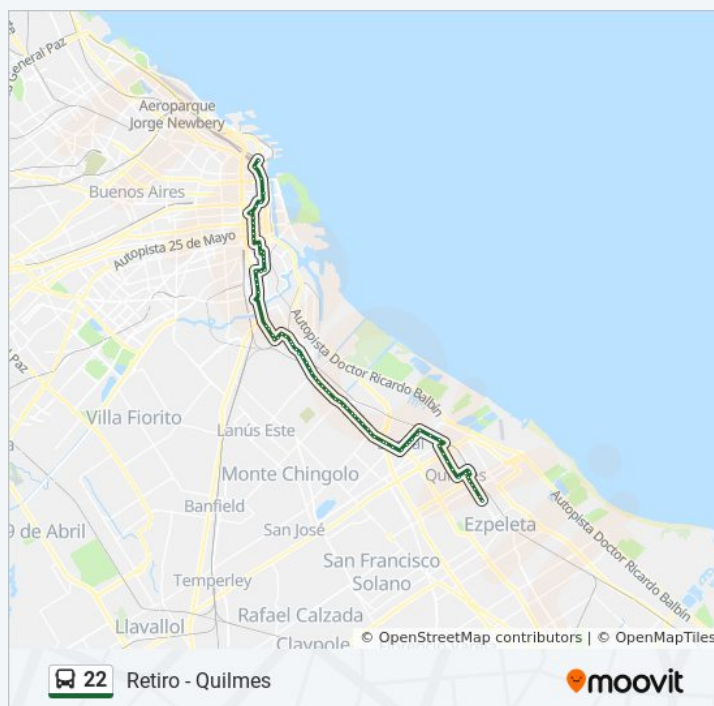 General Paz
Aeroparque
Jorge Newbery
Buenos Aires
Autopista 25 de Mayo
Autopista Doctor Ricardo Balbín
Paz
Villa Fiorito
Lanús Este
Monte Chingolo
9 de Abril
Banfield
San José
Ezpeleta
Autopista Doctor Ricardo Balbín
San Francisco
Solano
Temperley
Rafael Calzada
Llavallol
Claypole
© OpenStreetMap contributors | © OpenMapTiles
22 Retiro - Quilmes
moovit